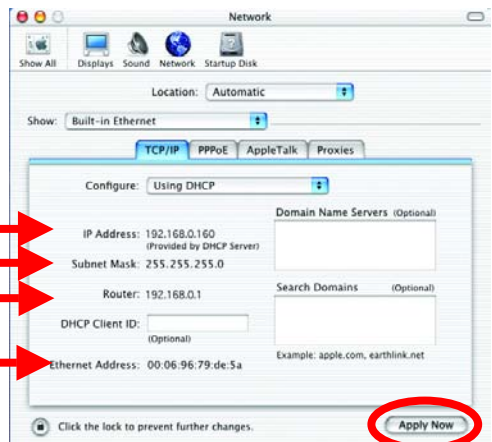 Network
Show All Displays Sound Network Startup Disk
Location: Automatic
Show: Built-in Ethernet
TCP/IP PPPoE AppleTalk Proxies
Configure: Using DHCP
Domain Name Servers (Optional)
IP Address: 192.168.0.160
(Provided by DHCP Server)
Subnet Mask: 255.255.255.0
Router: 192.168.0.1
Search Domains (Optional)
DHCP Client ID:
(Optional)
Example: apple.com, earthlink.net
Ethernet Address: 00:06:96:79:de:5a
Click the lock to prevent further changes.
Apply Now